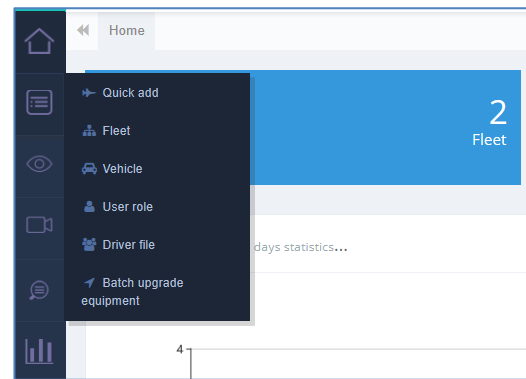 Home
Quick add
Fleet
Vehicle
User role
Driver file
Batch upgrade
equipment
2
Fleet
days statistics...
4